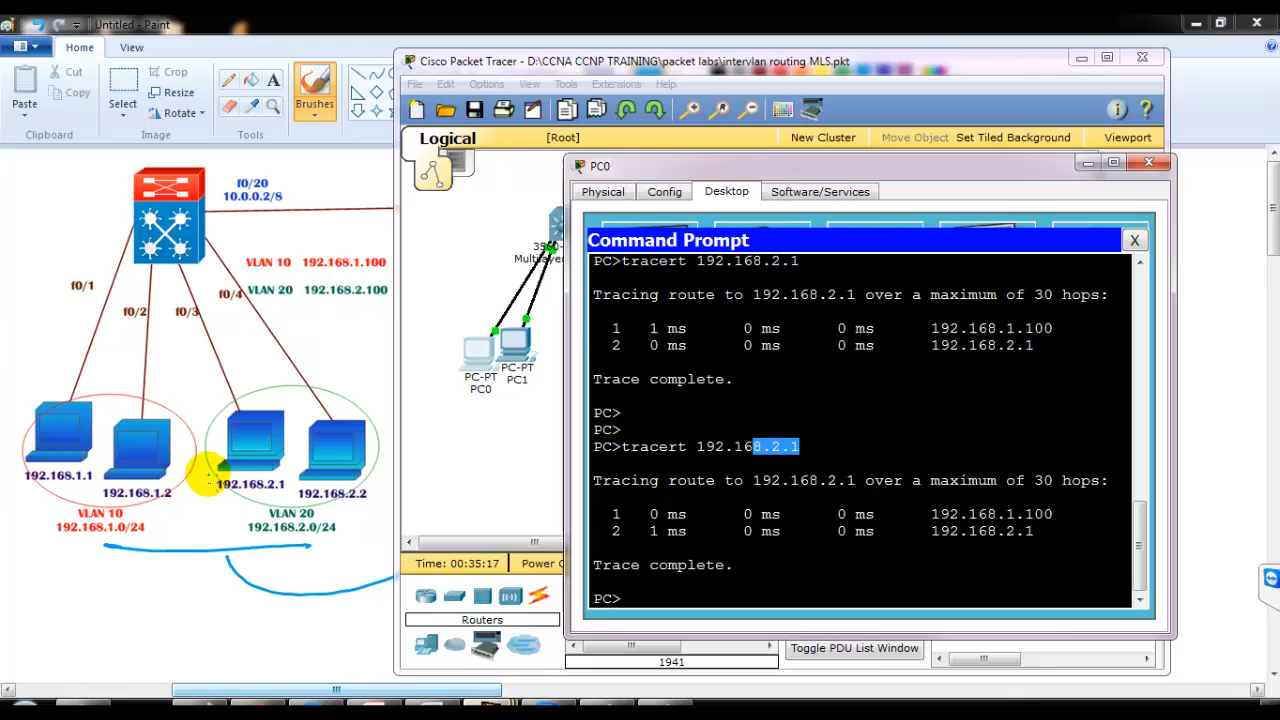 Untitled - Paint
Home
View
Paste
Cut
Copy
Clipboard
Select
Crop
Resize
Rotate
Image
Tools
Brushes
f0/20
10.0.0.2/8
VLAN 10 192.168.1.100
VLAN 20 192.168.2.100
f0/1
f0/2
f0/3
f0/4
192.168.1.1
192.168.1.2
192.168.2.1
192.168.2.2
VLAN 10
192.168.1.0/24
VLAN 20
192.168.2.0/24
Cisco Packet Tracer - D:\CCNA CCNP TRAINING\packet labs\intervlan routing MLS.pkt
File Edit Options View Tools Extensions Help
Logical
[Root]
New Cluster
Move Object
Set Tiled Background
Viewport
PC-PT
PC0
PC-PT
PC1
Time: 00:35:17
Routers
1941
Toggle PDU List Window
PC0
Physical
Config
Desktop
Software/Services
Command Prompt
X
PC>tracert 192.168.2.1
Tracing route to 192.168.2.1 over a maximum of 30 hops:
1 1 ms 0 ms 0 ms 192.168.1.100
2 0 ms 0 ms 0 ms 192.168.2.1
Trace complete.
PC>
PC>
PC>tracert 192.168.2.1
Tracing route to 192.168.2.1 over a maximum of 30 hops:
1 0 ms 0 ms 0 ms 192.168.1.100
2 1 ms 0 ms 0 ms 192.168.2.1
Trace complete.
PC>